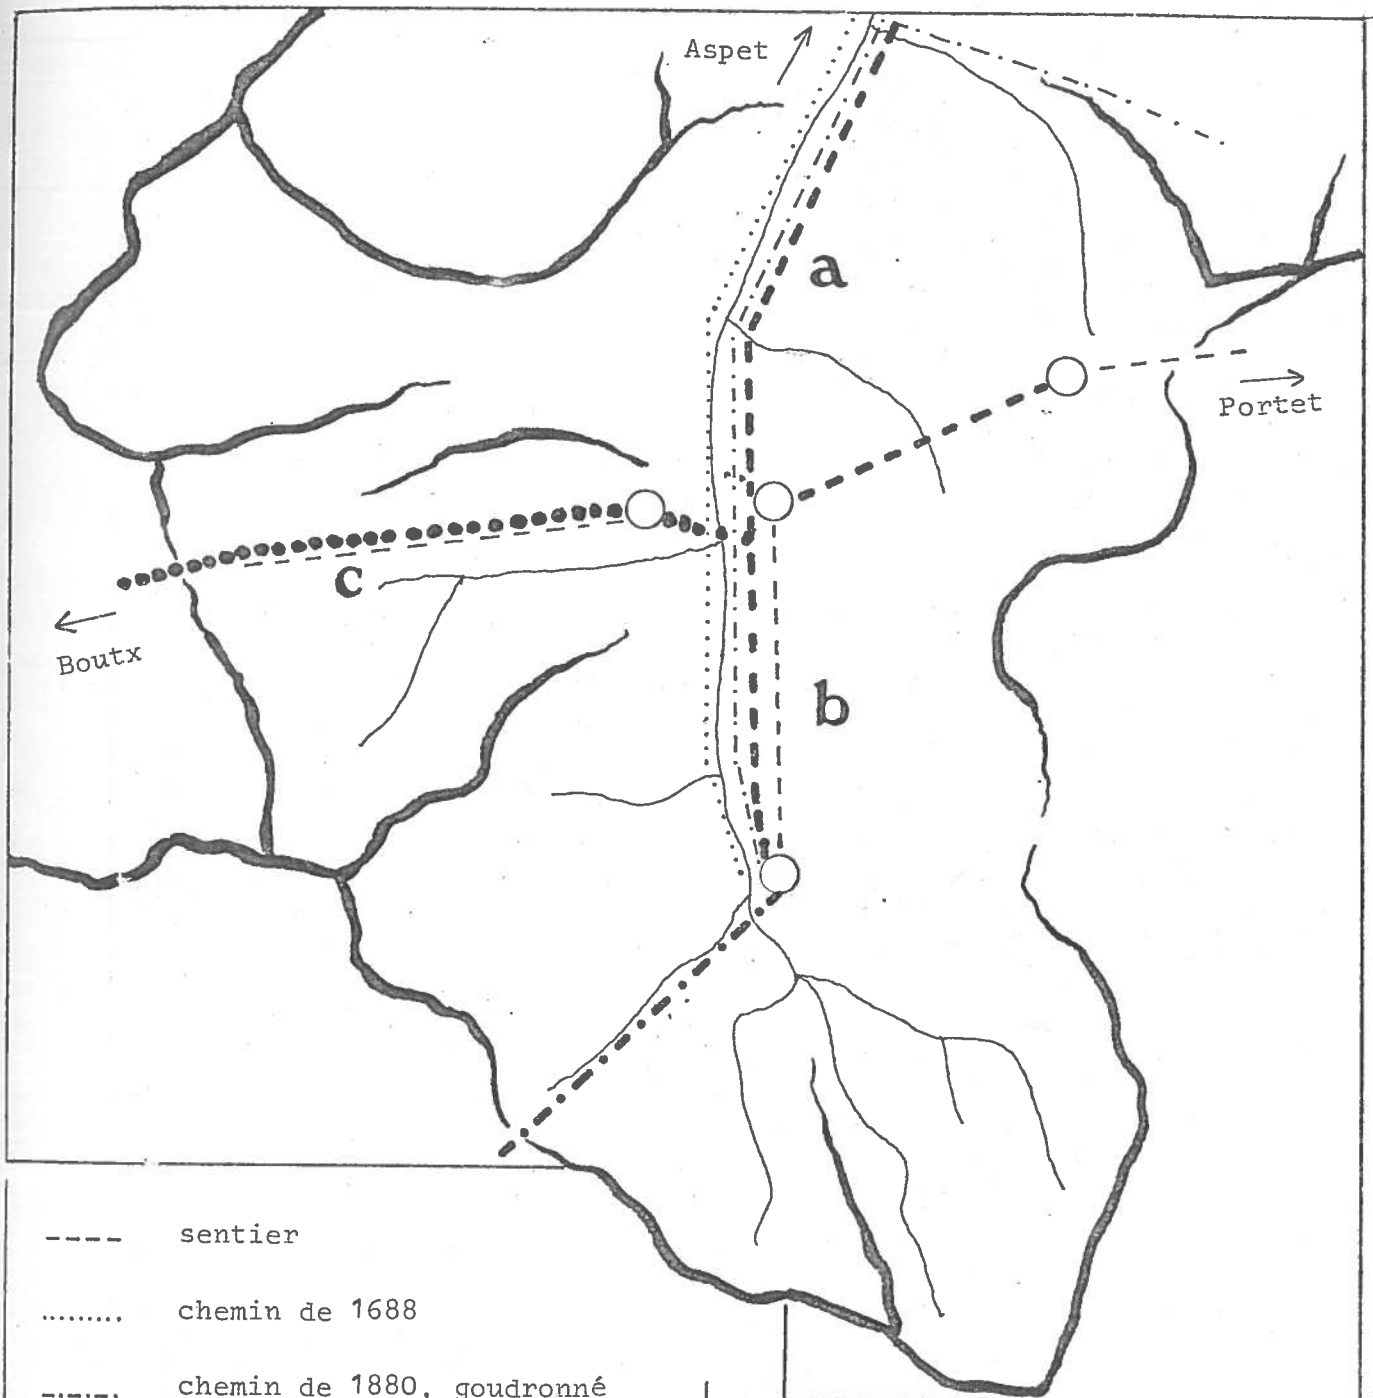 Aspet
a
Portet
c
Boutx
b
sentier
chemin de 1688
chemin de 1880, goudronné